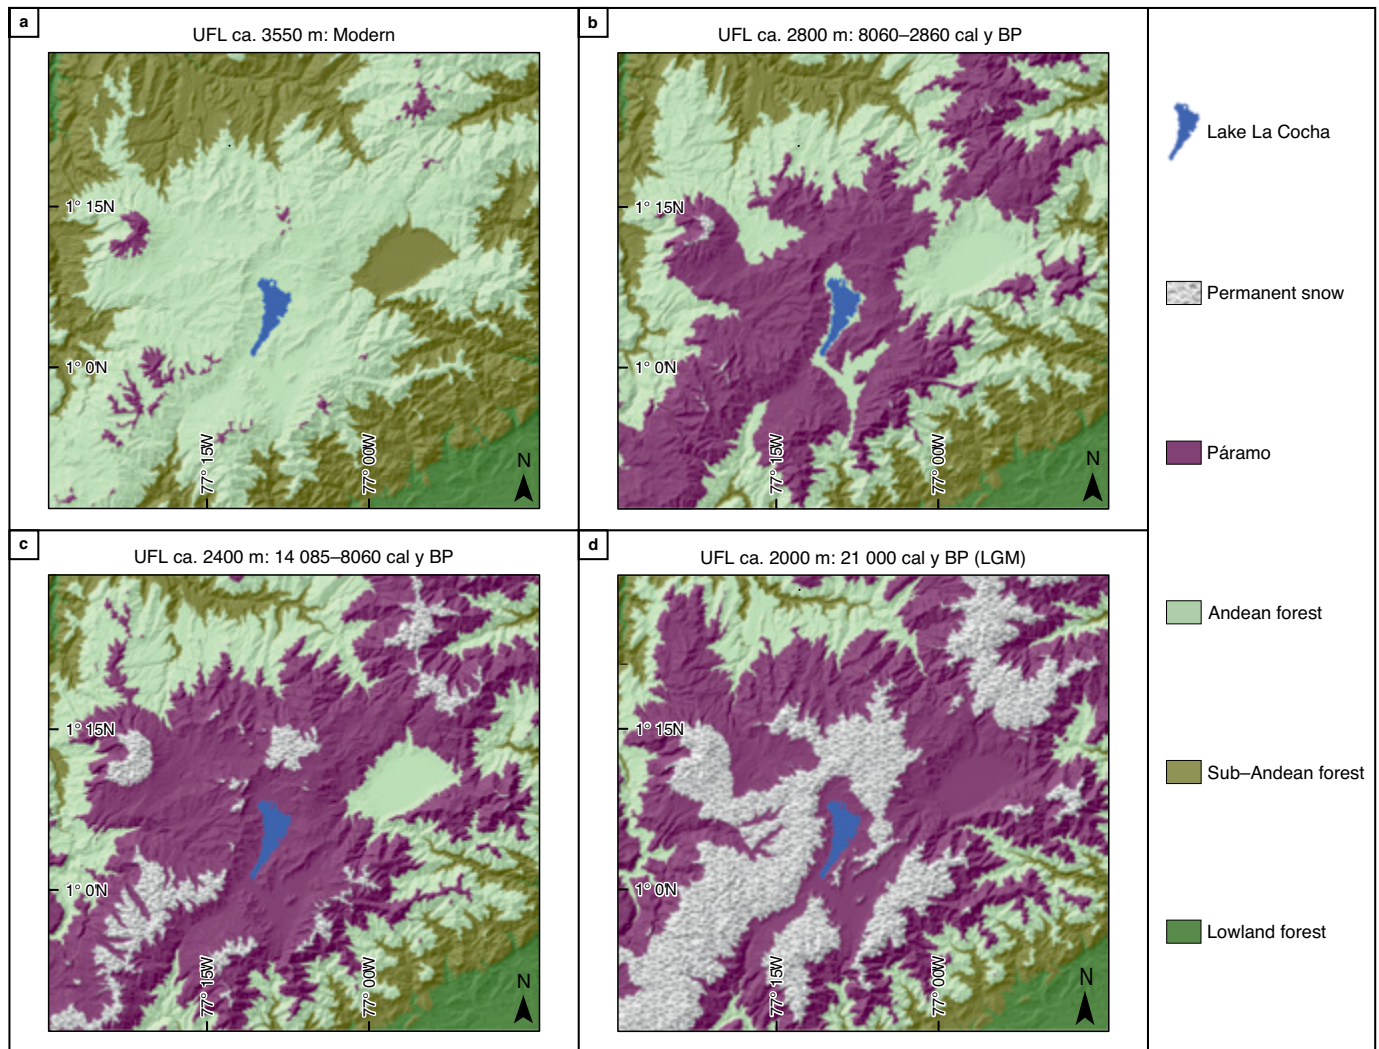 a
UFL ca. 3550 m: Modern
1° 15N
1° 0N
77° 15W
77° 00W
N
b
UFL ca. 2800 m: 8060–2860 cal y BP
1° 15N
1° 0N
77° 15W
77° 00W
N
c
UFL ca. 2400 m: 14 085–8060 cal y BP
1° 15N
1° 0N
77° 15W
77° 00W
N
d
UFL ca. 2000 m: 21 000 cal y BP (LGM)
1° 15N
1° 0N
77° 15W
77° 00W
N
Lake La Cocha
Permanent snow
Páramo
Andean forest
Sub–Andean forest
Lowland forest